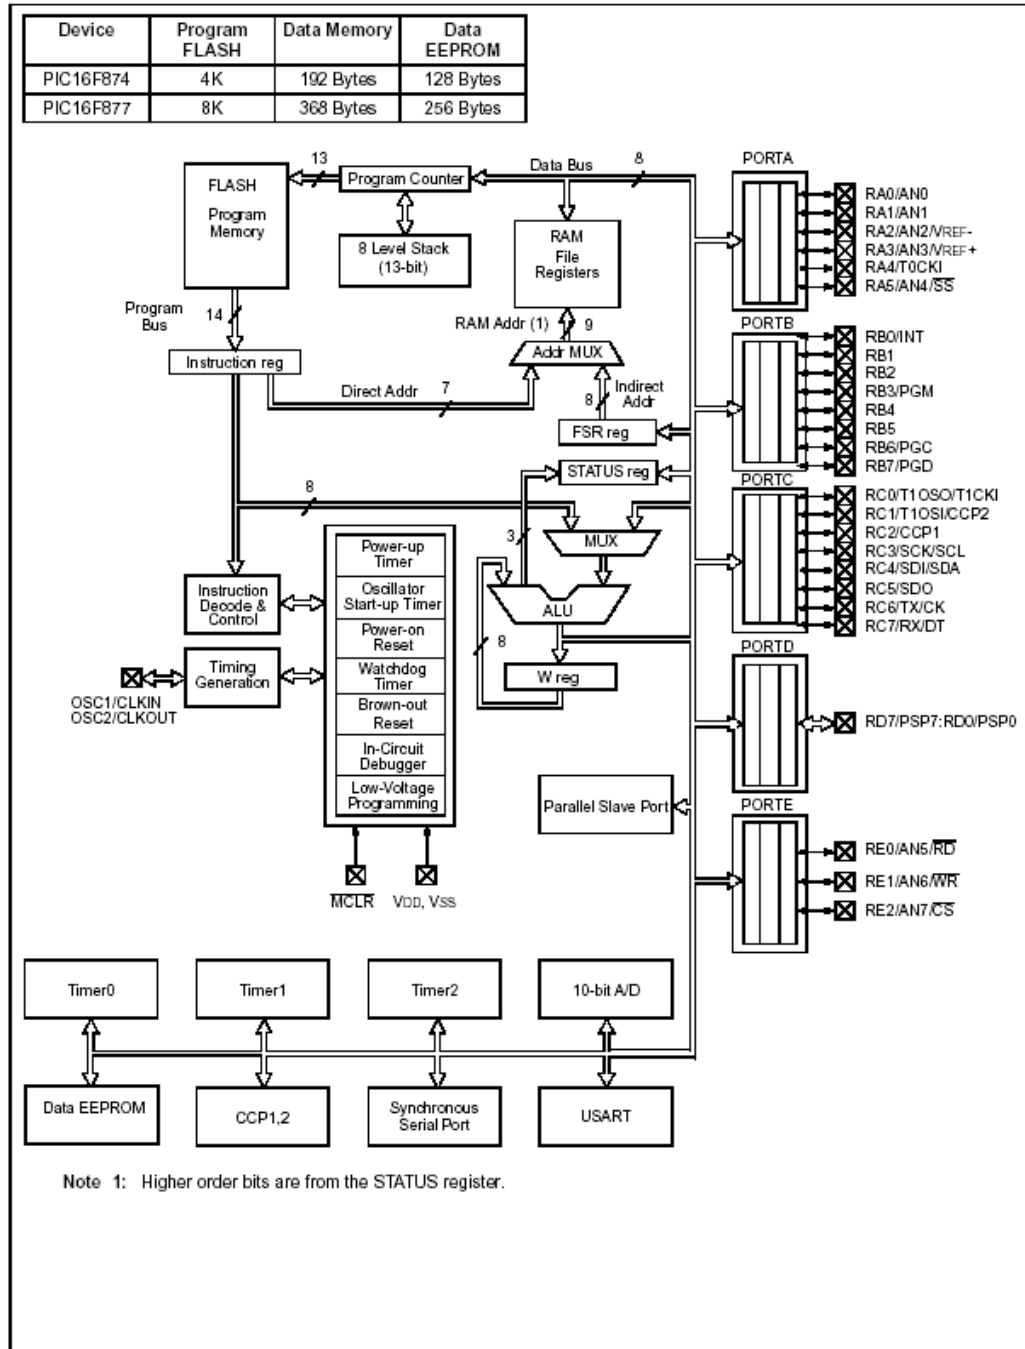 Device Program FLASH Data Memory Data EEPROM
PIC16F874 4K 192 Bytes 128 Bytes
PIC16F877 8K 368 Bytes 256 Bytes
FLASH
Program
Memory
13
Program Counter
Data Bus
8
8 Level Stack
(13-bit)
RAM
File
Registers
Program
Bus
14
RAM Addr (1)
9
Instruction reg
Addr MUX
Direct Addr
7
8
Indirect
Addr
FSR reg
STATUS reg
8
3
MUX
ALU
8
W reg
Power-up
Timer
Oscillator
Start-up Timer
Power-on
Reset
Watchdog
Timer
Brown-out
Reset
In-Circuit
Debugger
Low-Voltage
Programming
Instruction
Decode &
Control
Timing
Generation
OSC1/CLKIN
OSC2/CLKOUT
MCLR
VDD, VSS
Parallel Slave Port
PORTA
RA0/AN0
RA1/AN1
RA2/AN2/VREF-
RA3/AN3/VREF+
RA4/T0CKI
RA5/AN4/SS
PORTB
RB0/INT
RB1
RB2
RB3/PGM
RB4
RB5
RB6/PGC
RB7/PGD
PORTC
RC0/T1OSO/T1CKI
RC1/T1OSI/CCP2
RC2/CCP1
RC3/SCK/SCL
RC4/SDI/SDA
RC5/SDO
RC6/TX/CK
RC7/RX/DT
PORTD
RD7/PSP7:RD0/PSP0
PORTE
RE0/AN5/RD
RE1/AN6/WR
RE2/AN7/CS
Timer0
Timer1
Timer2
10-bit A/D
Data EEPROM
CCP1,2
Synchronous
Serial Port
USART
Note 1: Higher order bits are from the STATUS register.